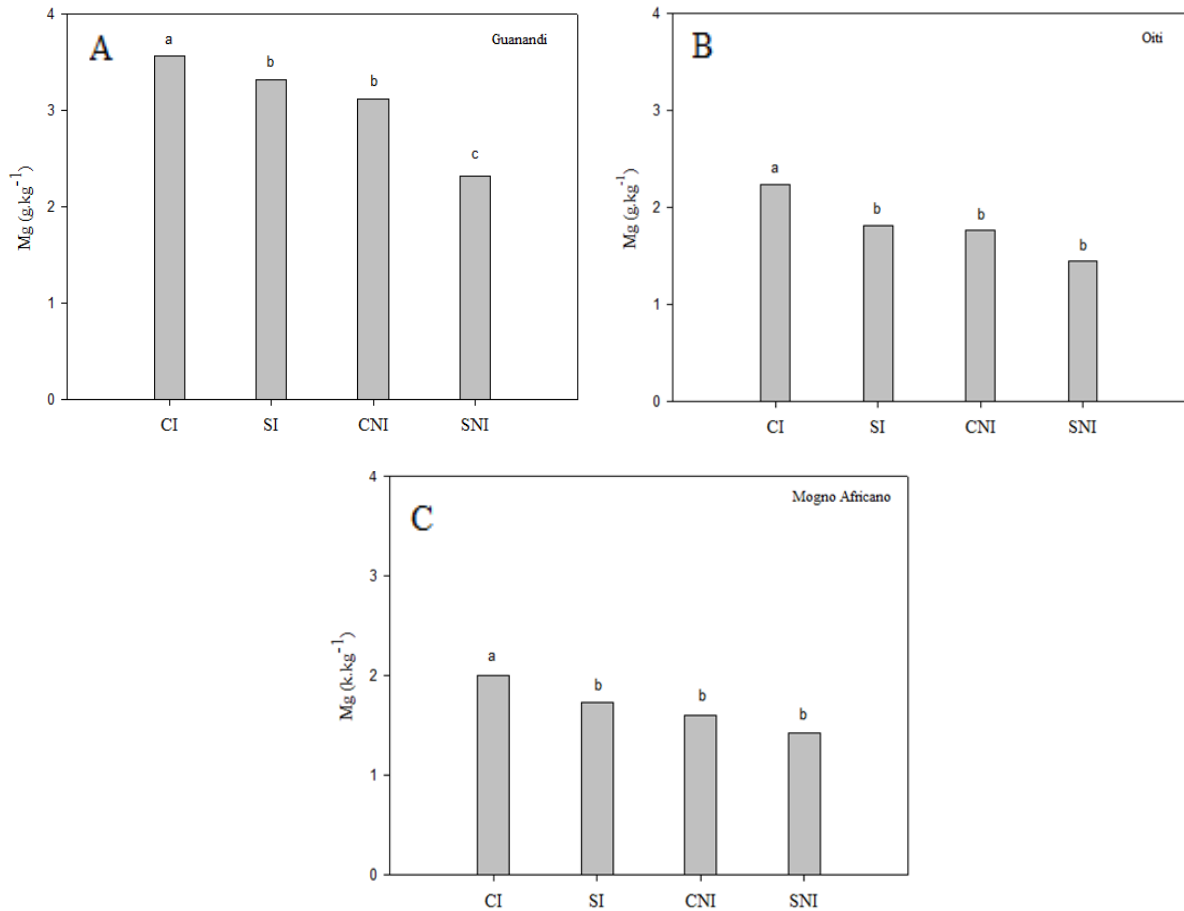 4
A
a
Guanandi
b
b
3
c
Mg (g.kg⁻¹)
2
1
0
CI SI CNI SNI
4
B
Oiti
3
a
Mg (g.kg⁻¹)
2
b
b
b
1
0
CI SI CNI SNI
4
C
Mogno Africano
3
Mg (k.kg⁻¹)
a
2
b
b
b
1
0
CI SI CNI SNI